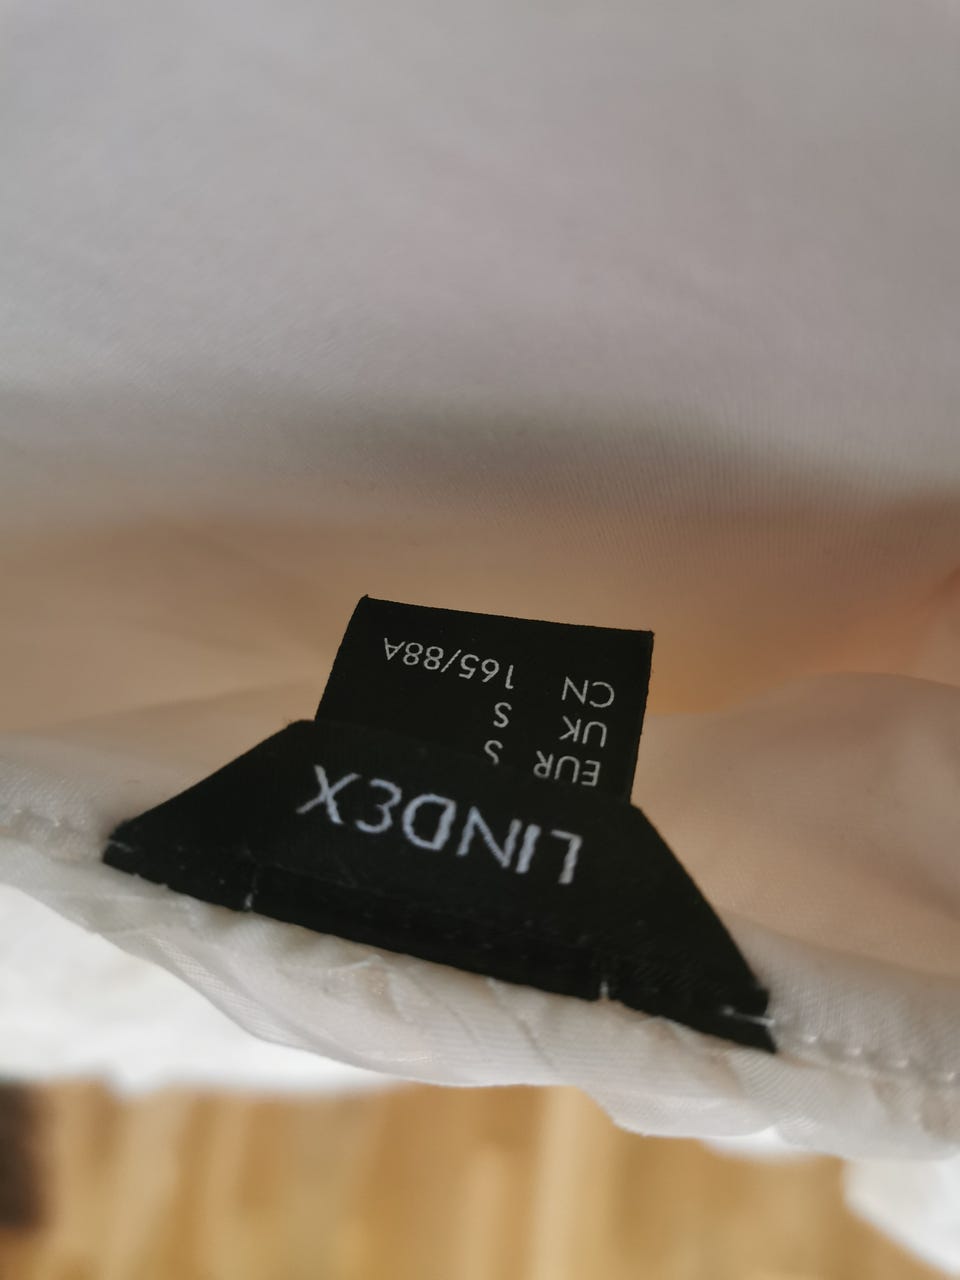 LINDEX
EUR S
UK S
CN 165/88A